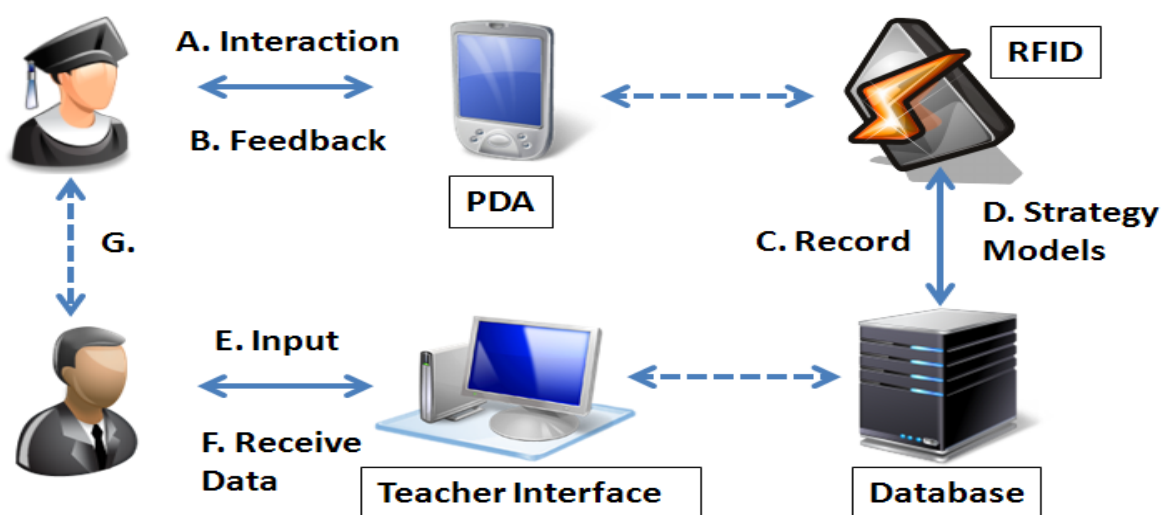 A. Interaction
RFID
B. Feedback
PDA
G.
C. Record
D. Strategy
Models
E. Input
F. Receive
Data
Teacher Interface
Database